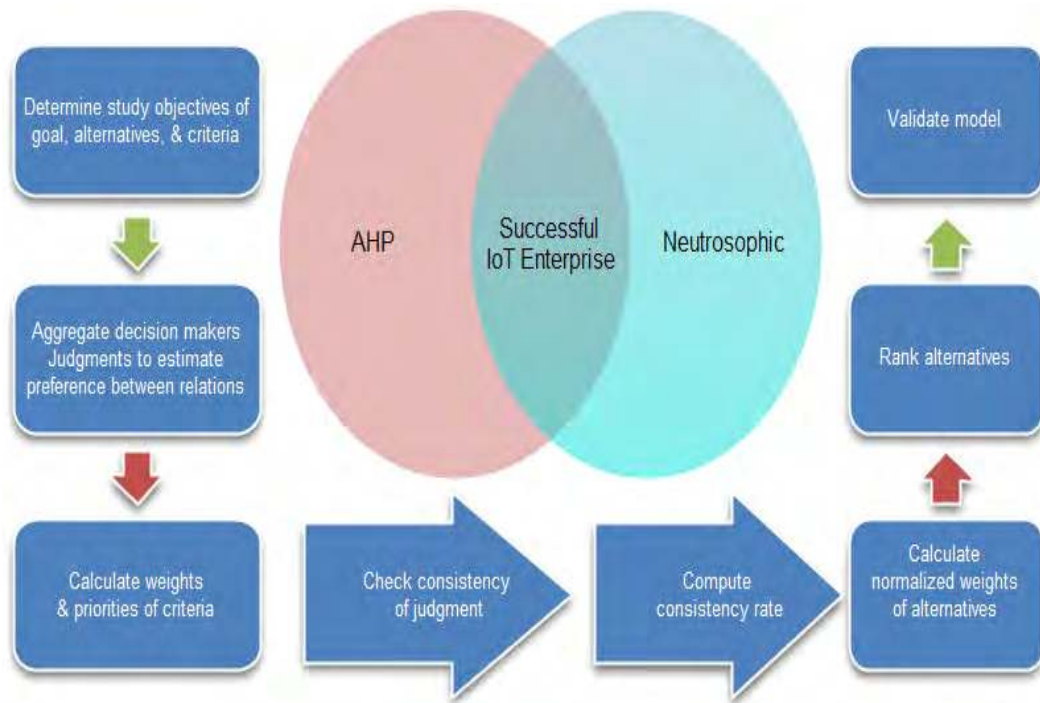 Determine study objectives of
goal, alternatives, & criteria
Aggregate decision makers
Judgments to estimate
preference between relations
Calculate weights
& priorities of criteria
Check consistency
of judgment
Compute
consistency rate
Calculate
normalized weights
of alternatives
Rank alternatives
Validate model
AHP
Successful
IoT Enterprise
Neutrosophic